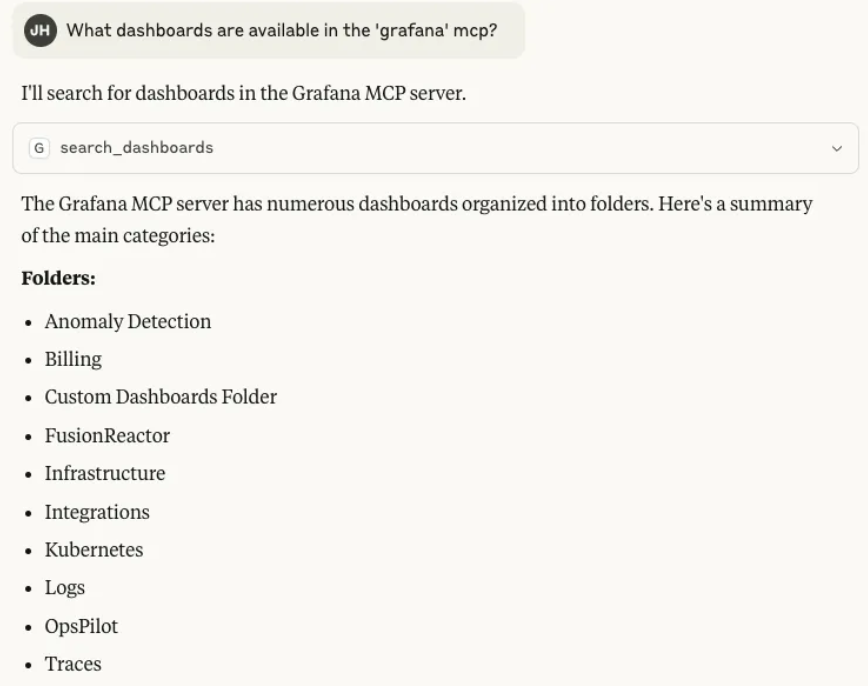 JH What dashboards are available in the 'grafana' mcp?
I'll search for dashboards in the Grafana MCP server.
G search_dashboards
The Grafana MCP server has numerous dashboards organized into folders. Here's a summary
of the main categories:
Folders:
• Anomaly Detection
• Billing
• Custom Dashboards Folder
• FusionReactor
• Infrastructure
• Integrations
• Kubernetes
• Logs
• OpsPilot
• Traces